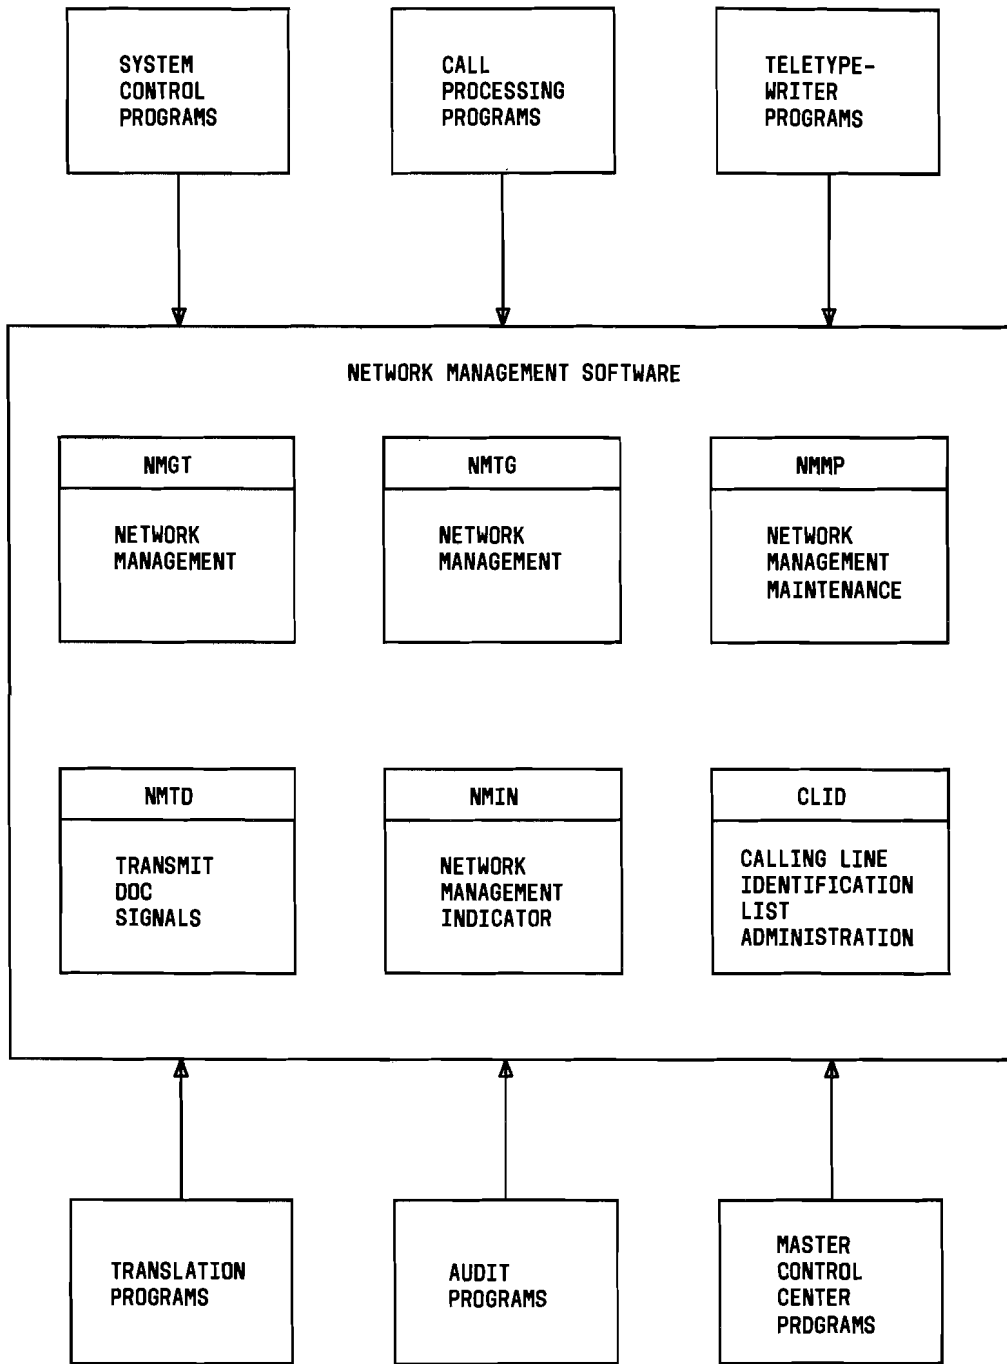 SYSTEM
CONTROL
PROGRAMS
CALL
PROCESSING
PROGRAMS
TELETYPE-
WRITER
PROGRAMS
NETWORK MANAGEMENT SOFTWARE
NMGT
NETWORK
MANAGEMENT
NMTG
NETWORK
MANAGEMENT
NMMP
NETWORK
MANAGEMENT
MAINTENANCE
NMTD
TRANSMIT
DOC
SIGNALS
NMIN
NETWORK
MANAGEMENT
INDICATOR
CLID
CALLING LINE
IDENTIFICATION
LIST
ADMINISTRATION
TRANSLATION
PROGRAMS
AUDIT
PROGRAMS
MASTER
CONTROL
CENTER
PRDGRAMS